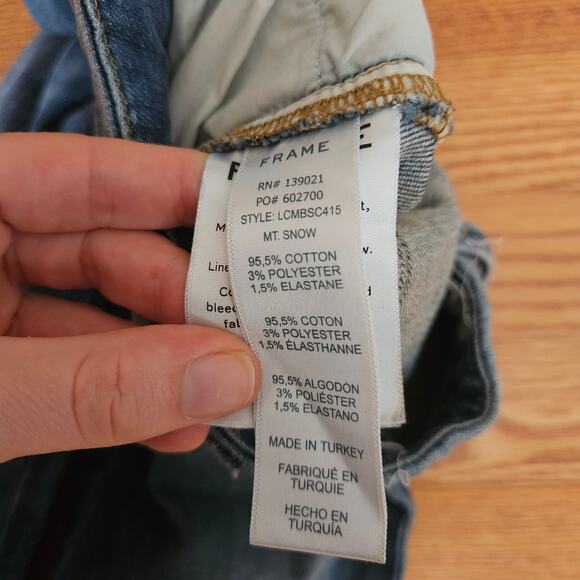 FRAME
RN# 139021
PO# 602700
STYLE: LCMBSC415
MT. SNOW
95,5% COTTON
3% POLYESTER
1,5% ELASTANE
95,5% COTON
3% POLYESTER
1,5% ÉLASTHANNE
95,5% ALGODÓN
3% POLIÉSTER
1,5% ELASTANO
MADE IN TURKEY
FABRIQUÉ EN
TURQUIE
HECHO EN
TURQUÍA